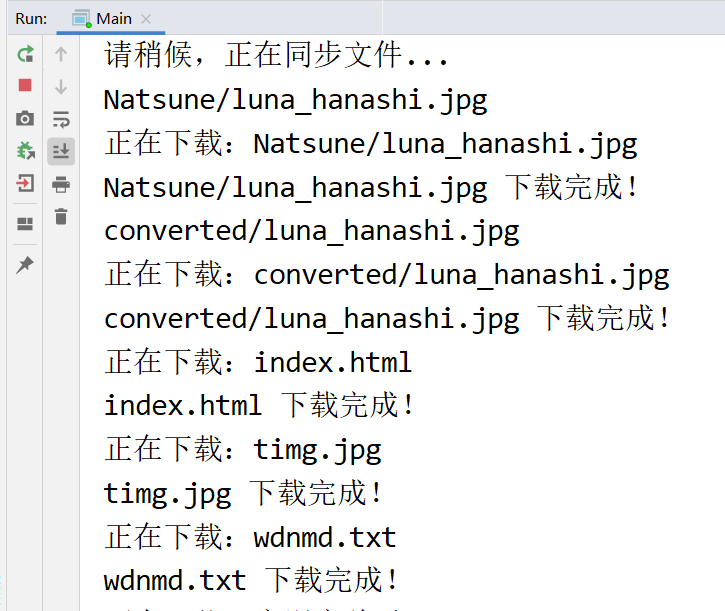 Run: Main
请稍候，正在同步文件...
Natsune/luna_hanashi.jpg
正在下载：Natsune/luna_hanashi.jpg
Natsune/luna_hanashi.jpg 下载完成！
converted/luna_hanashi.jpg
正在下载：converted/luna_hanashi.jpg
converted/luna_hanashi.jpg 下载完成！
正在下载：index.html
index.html 下载完成！
正在下载：timg.jpg
timg.jpg 下载完成！
正在下载：wdnmd.txt
wdnmd.txt 下载完成！